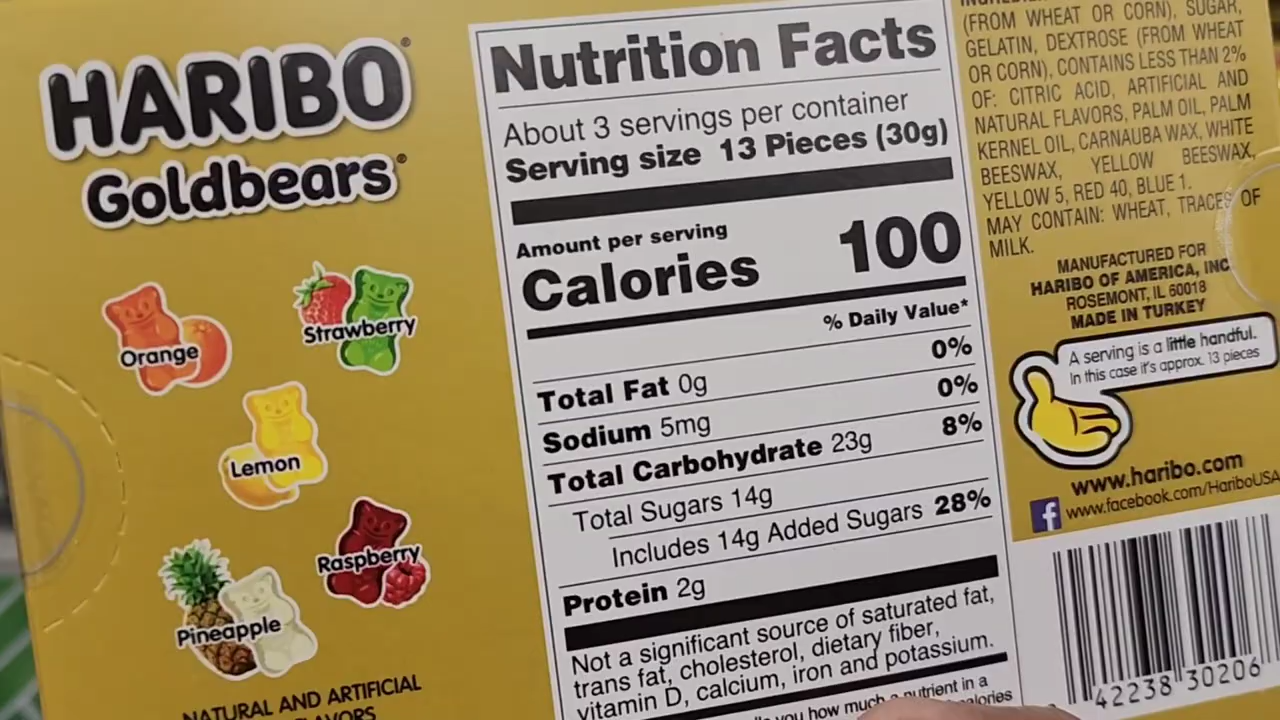 HARIBO®
Goldbears®
Orange
Strawberry
Lemon
Raspberry
Pineapple
NATURAL AND ARTIFICIAL
Nutrition Facts
About 3 servings per container
Serving size 13 Pieces (30g)
Amount per serving
Calories 100
% Daily Value*
Total Fat 0g 0%
Sodium 5mg 0%
Total Carbohydrate 23g 8%
Total Sugars 14g
Includes 14g Added Sugars 28%
Protein 2g
Not a significant source of saturated fat,
trans fat, cholesterol, dietary fiber,
vitamin D, calcium, iron and potassium.
you how much a nutrient in a
(FROM WHEAT OR CORN), SUGAR,
GELATIN, DEXTROSE (FROM WHEAT
OR CORN), CONTAINS LESS THAN 2%
OF: CITRIC ACID, ARTIFICIAL AND
NATURAL FLAVORS, PALM OIL, PALM
KERNEL OIL, CARNAUBA WAX, WHITE
BEESWAX, YELLOW BEESWAX,
YELLOW 5, RED 40, BLUE 1.
MAY CONTAIN: WHEAT, TRACES OF
MILK.
MANUFACTURED FOR
HARIBO OF AMERICA, INC
ROSEMONT, IL 60018
MADE IN TURKEY
A serving is a little handful.
In this case it's approx. 13 pieces
www.haribo.com
f www.facebook.com/HariboUSA
42238 30206